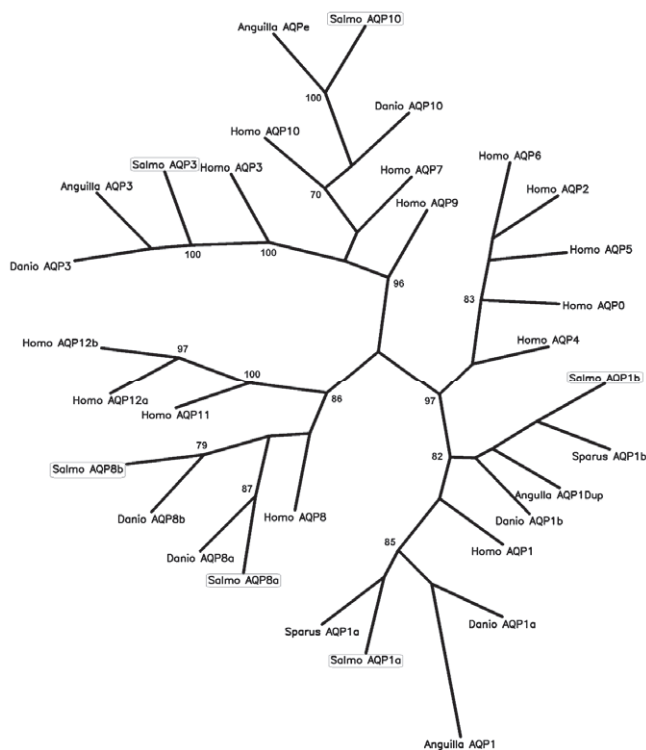 Salmo AQP10
Anguilla AQPe
100
Danio AQP10
Homo AQP10
Homo AQP6
Salmo AQP3
Homo AQP3
Homo AQP7
Anguilla AQP3
70
Homo AQP2
Homo AQP9
100
100
Homo AQP5
Danio AQP3
96
83
Homo AQP0
Homo AQP12b
97
Homo AQP4
100
Salmo AQP1b
Homo AQP12a
86
97
Homo AQP11
79
82
Sparus AQP1b
Salmo AQP8b
87
Angulla AQP1Dup
Danio AQP8b
Homo AQP8
Danio AQP1b
85
Danio AQP8a
Homo AQP1
Salmo AQP8a
Sparus AQP1a
Danio AQP1a
Salmo AQP1a
Anguilla AQP1